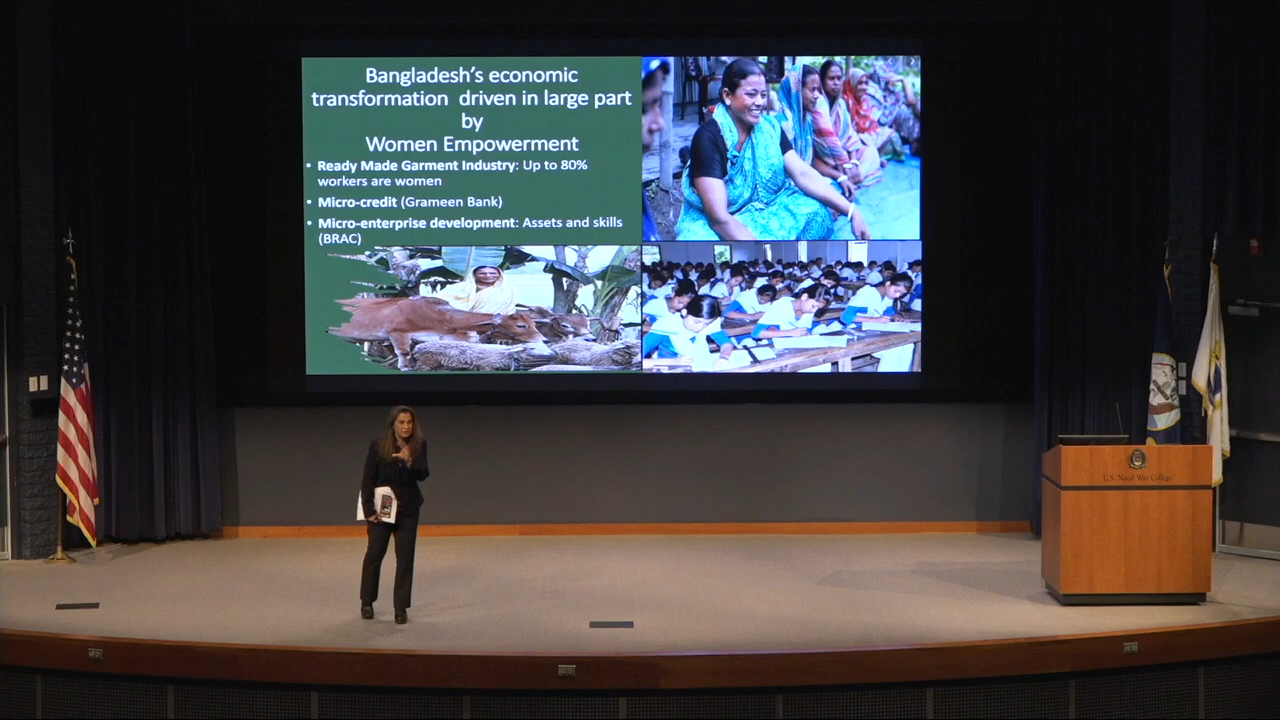 Bangladesh's economic
transformation driven in large part
by
Women Empowerment
• Ready Made Garment Industry: Up to 80%
workers are women
• Micro-credit (Grameen Bank)
• Micro-enterprise development: Assets and skills
(BRAC)
U.S. Naval War College